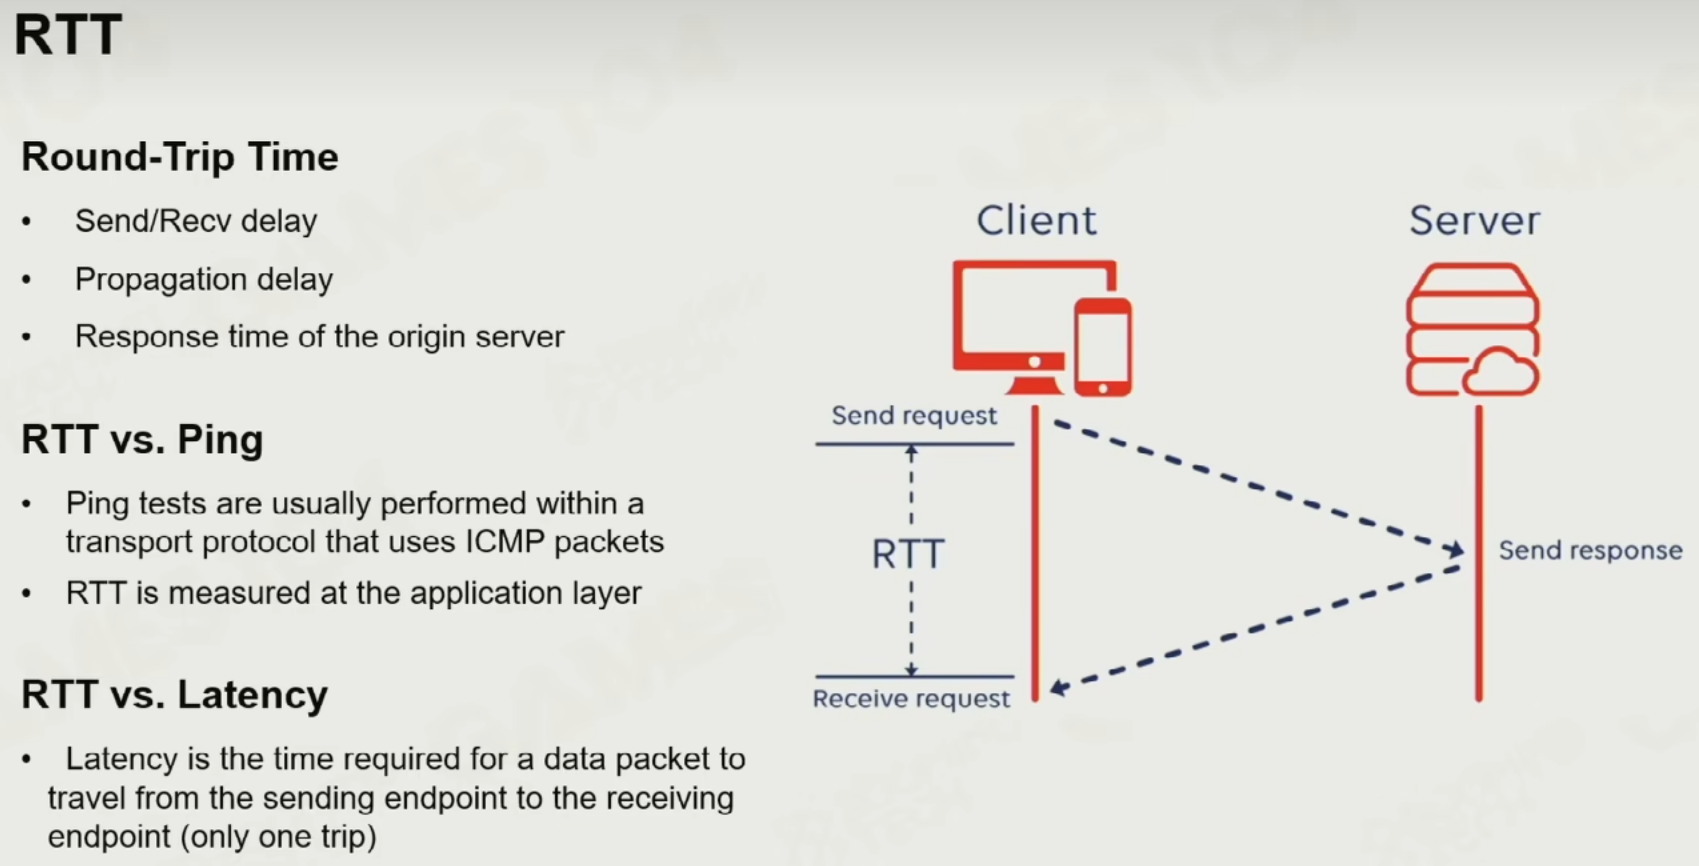 RTT
Round-Trip Time
• Send/Recv delay
• Propagation delay
• Response time of the origin server
RTT vs. Ping
• Ping tests are usually performed within a
transport protocol that uses ICMP packets
• RTT is measured at the application layer
RTT vs. Latency
• Latency is the time required for a data packet to
travel from the sending endpoint to the receiving
endpoint (only one trip)
Client
Server
Send request
RTT
Send response
Receive request